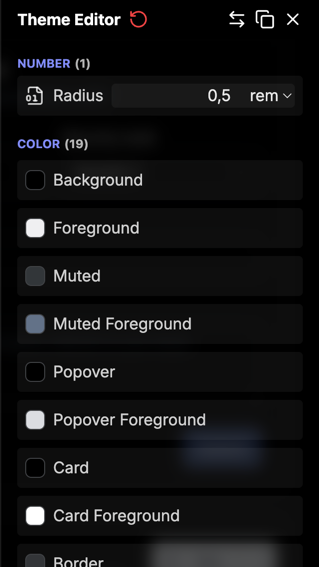 Theme Editor
NUMBER (1)
Radius 0,5 rem
COLOR (19)
Background
Foreground
Muted
Muted Foreground
Popover
Popover Foreground
Card
Card Foreground
Border